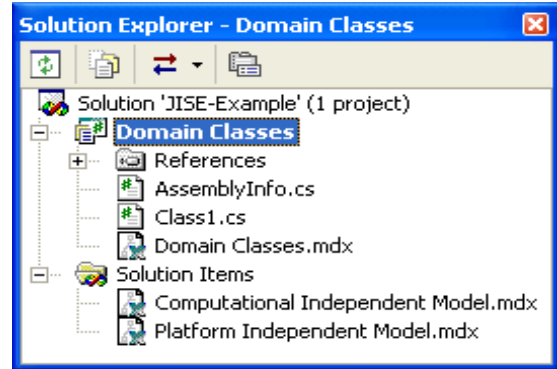 Solution Explorer - Domain Classes
Solution 'JISE-Example' (1 project)
Domain Classes
References
AssemblyInfo.cs
Class1.cs
Domain Classes.mdx
Solution Items
Computational Independent Model.mdx
Platform Independent Model.mdx